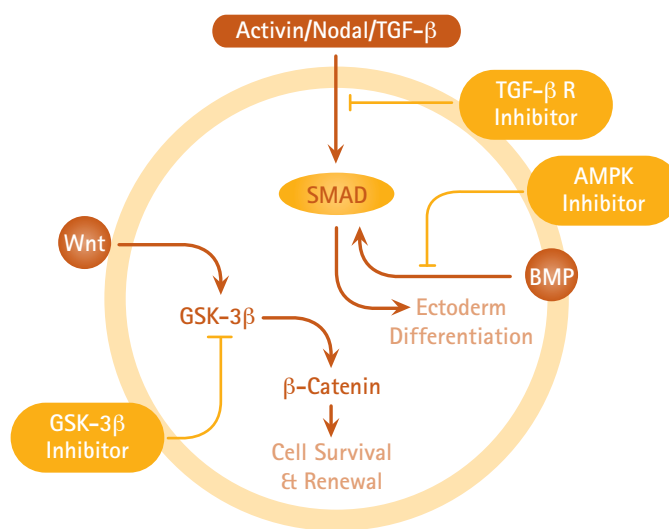 Activin/Nodal/TGF-β
TGF-β R
Inhibitor
SMAD
AMPK
Inhibitor
Wnt
BMP
GSK-3β
Ectoderm
Differentiation
β-Catenin
GSK-3β
Inhibitor
Cell Survival
& Renewal